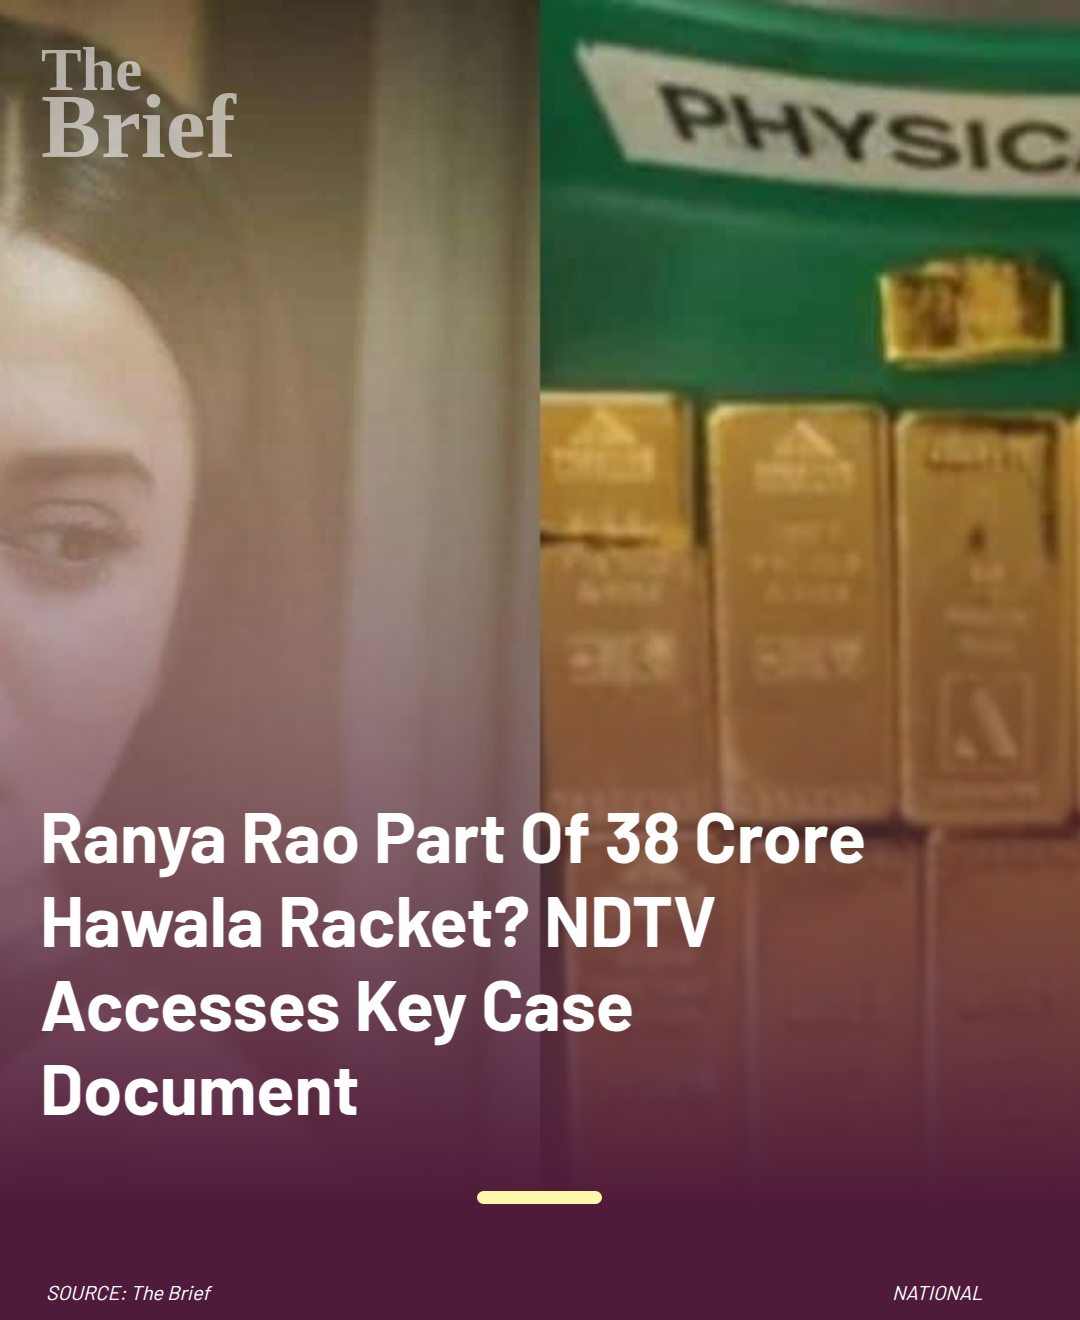 The
Brief
PHYSICA
Ranya Rao Part Of 38 Crore
Hawala Racket? NDTV
Accesses Key Case
Document
SOURCE: The Brief
NATIONAL